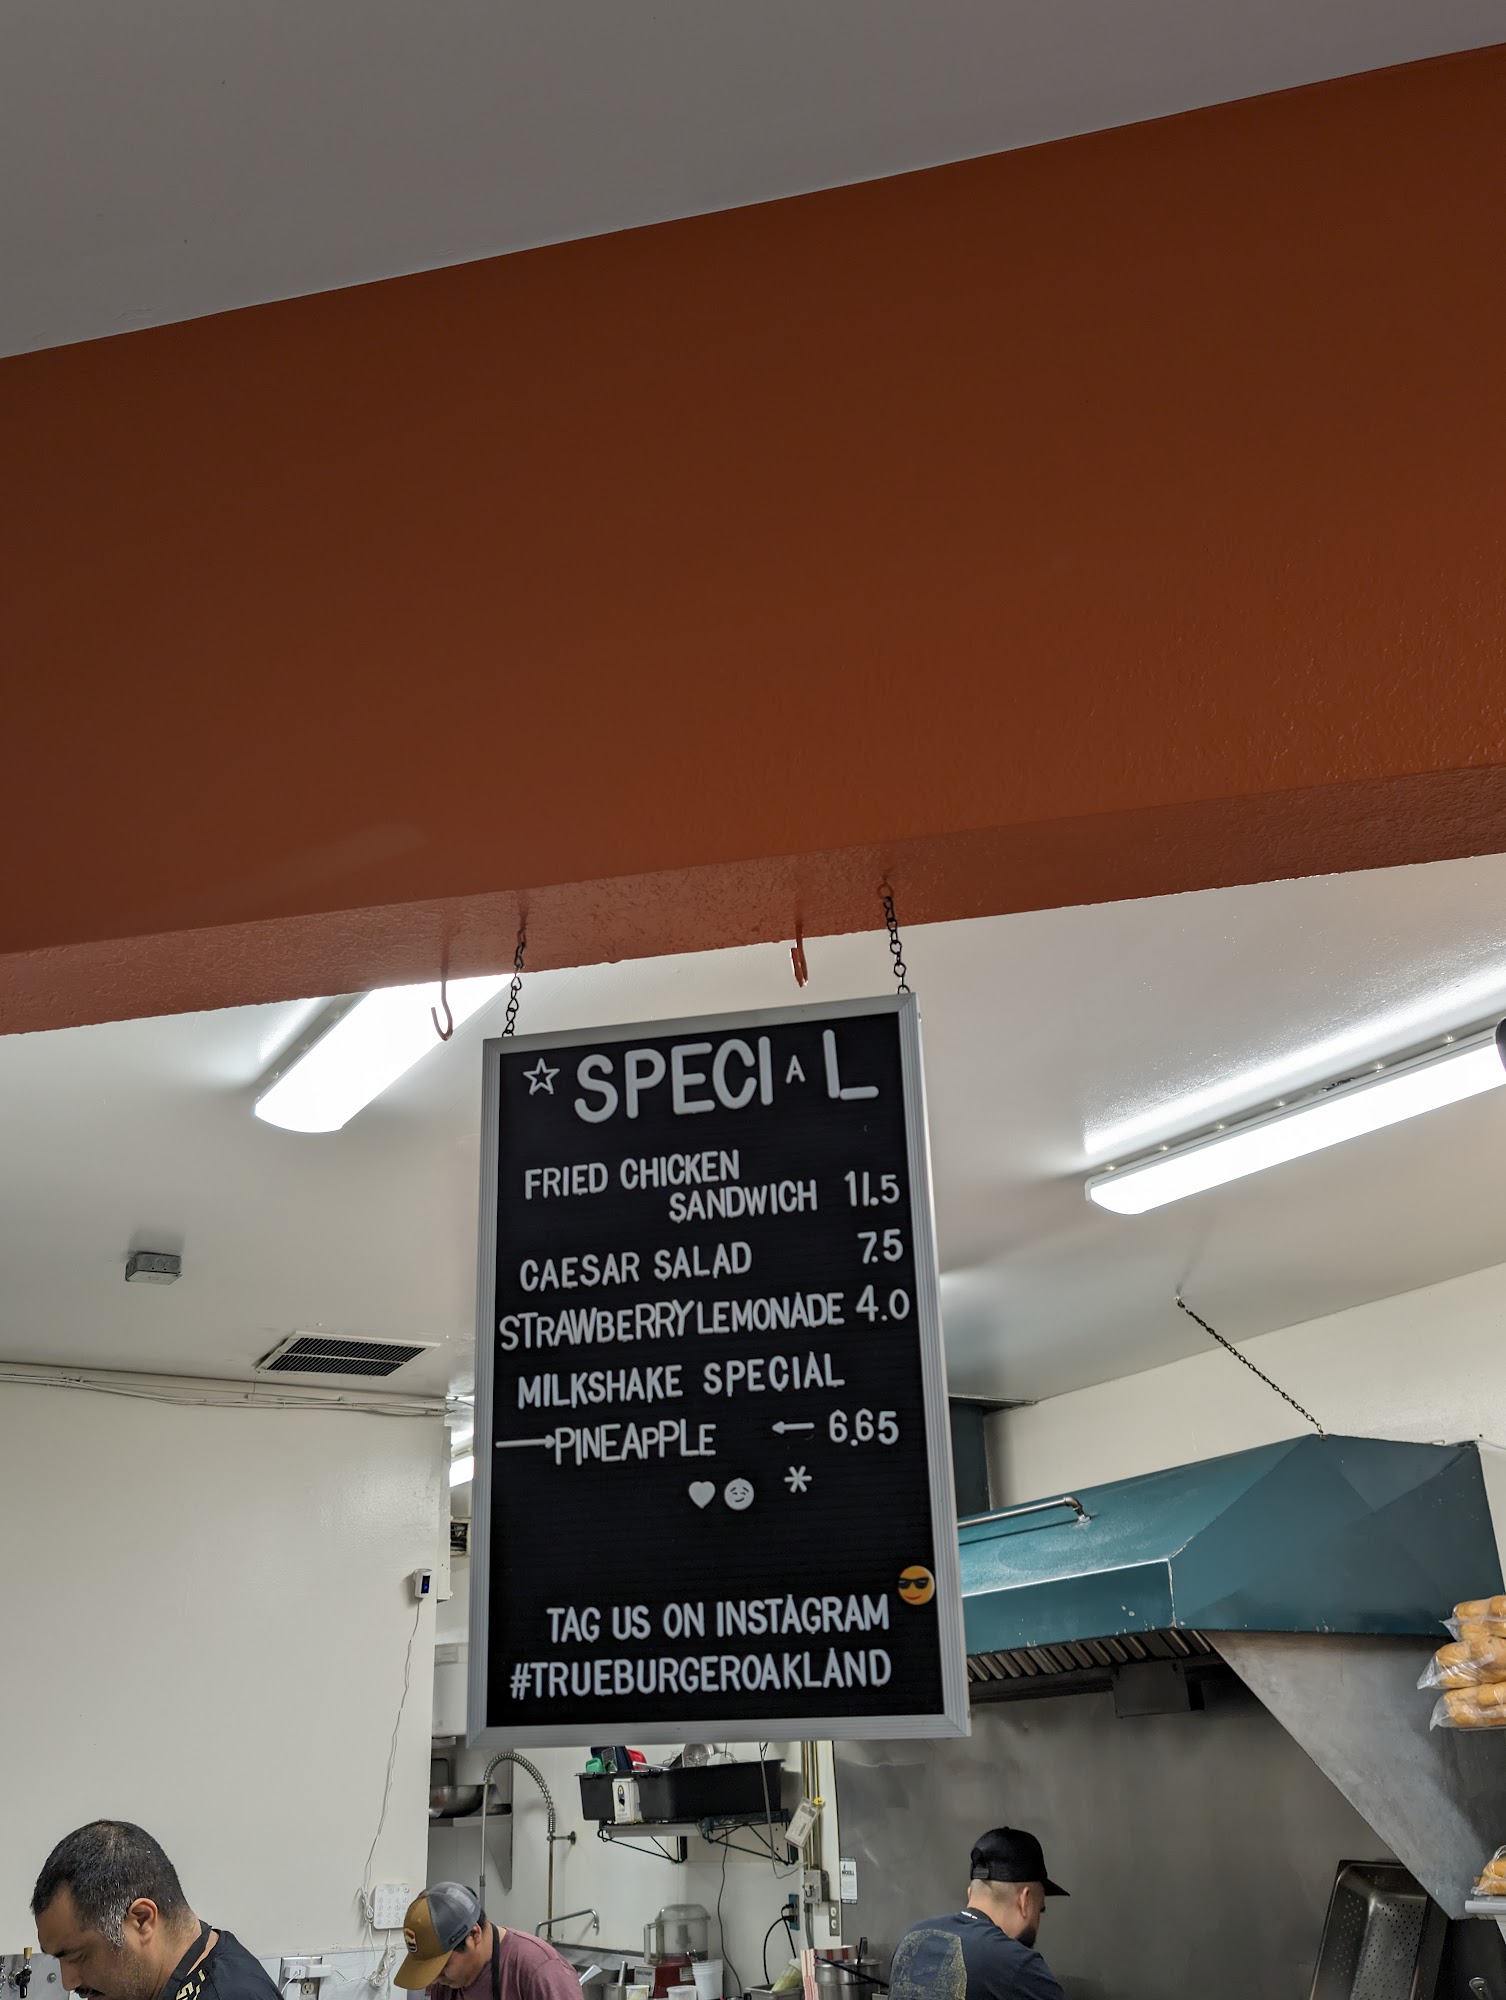 ☆ SPECIAL
FRIED CHICKEN
SANDWICH 11.5
CAESAR SALAD 7.5
STRAWBERRY LEMONADE 4.0
MILKSHAKE SPECIAL
→PINEAPPLE ← 6.65
TAG US ON INSTAGRAM
#TRUEBURGEROAKLAND